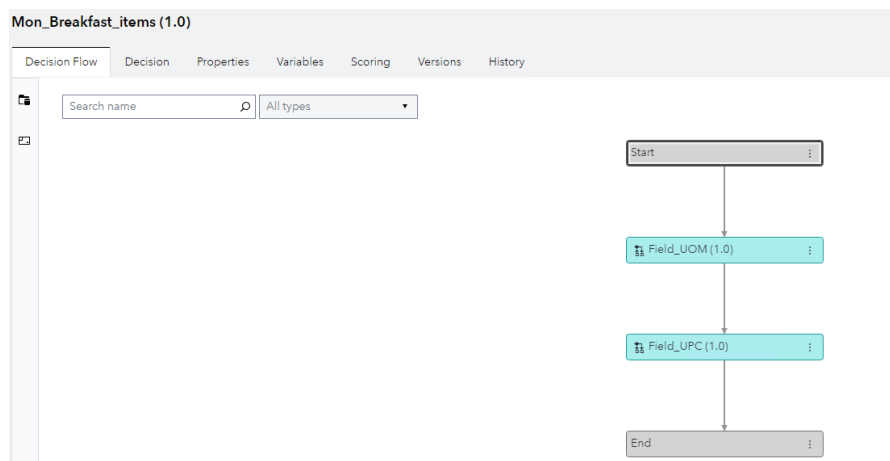 Mon_Breakfast_items (1.0)
Decision Flow Decision Properties Variables Scoring Versions History
Search name All types
Start
Field_UOM (1.0)
Field_UPC (1.0)
End